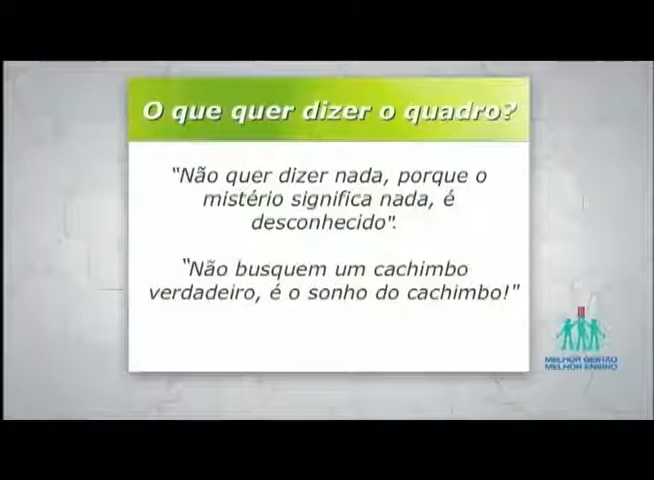 O que quer dizer o quadro?
"Não quer dizer nada, porque o
mistério significa nada, é
desconhecido".
"Não busquem um cachimbo
verdadeiro, é o sonho do cachimbo!"
MELHOR GESTÃO
MELHOR ENSINO